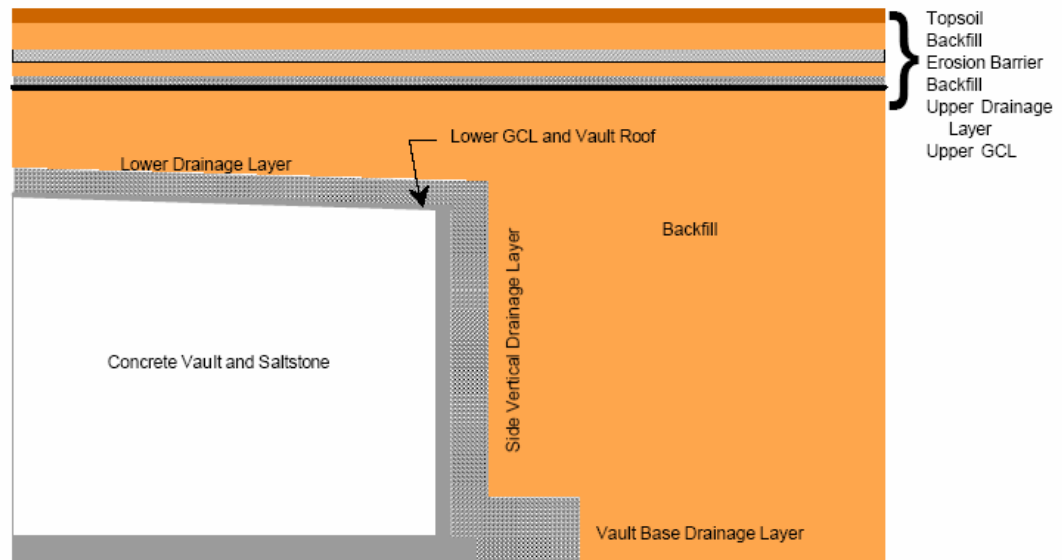 Topsoil
Backfill
Erosion Barrier
Backfill
Upper Drainage
Layer
Upper GCL
Lower GCL and Vault Roof
Lower Drainage Layer
Backfill
Side Vertical Drainage Layer
Concrete Vault and Saltstone
Vault Base Drainage Layer